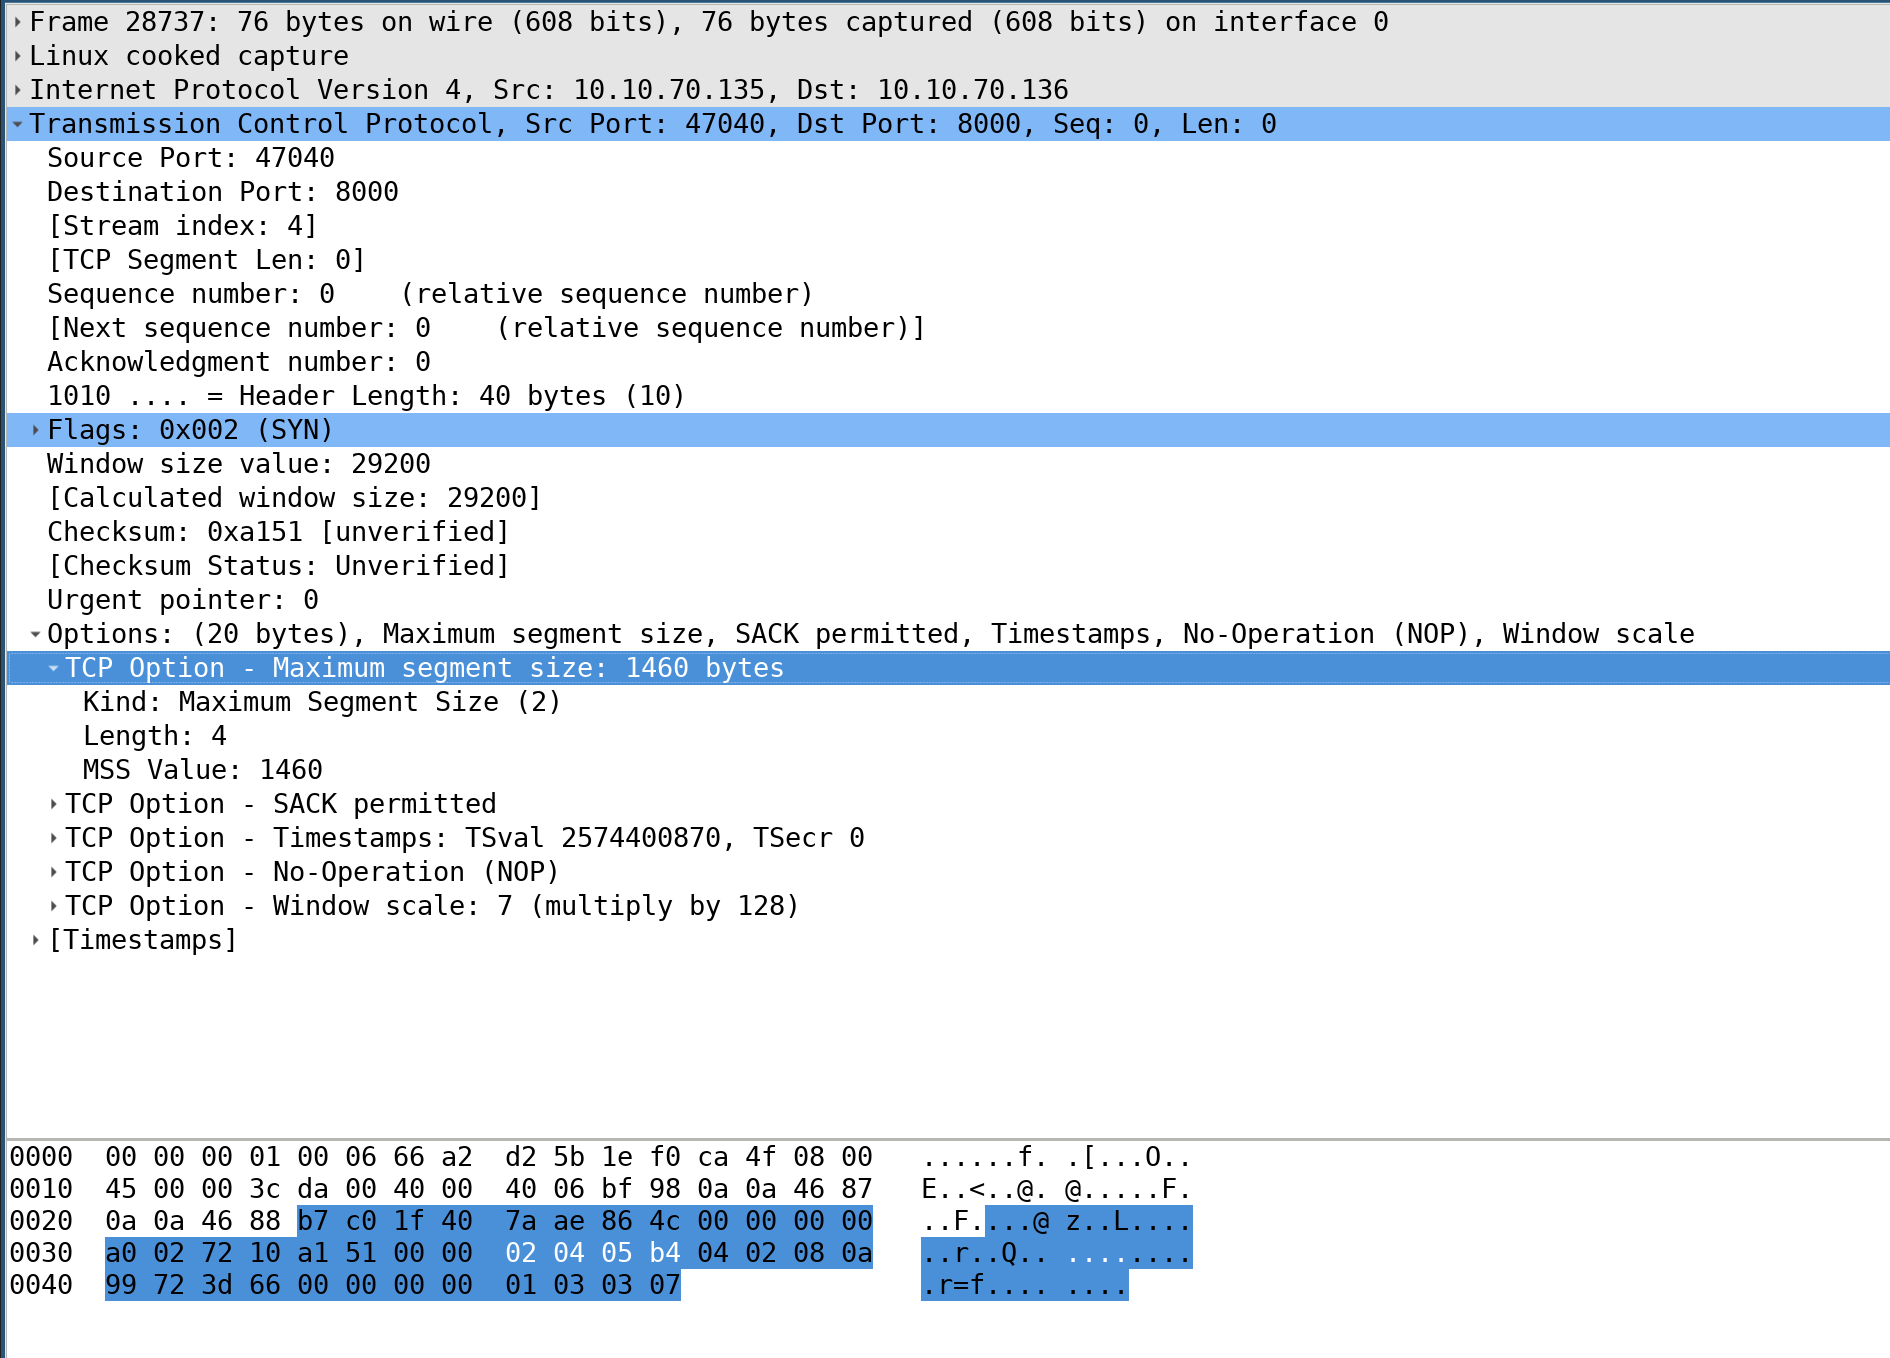 Frame 28737: 76 bytes on wire (608 bits), 76 bytes captured (608 bits) on interface 0
Linux cooked capture
Internet Protocol Version 4, Src: 10.10.70.135, Dst: 10.10.70.136
Transmission Control Protocol, Src Port: 47040, Dst Port: 8000, Seq: 0, Len: 0
Source Port: 47040
Destination Port: 8000
[Stream index: 4]
[TCP Segment Len: 0]
Sequence number: 0    (relative sequence number)
[Next sequence number: 0    (relative sequence number)]
Acknowledgment number: 0
1010 .... = Header Length: 40 bytes (10)
Flags: 0x002 (SYN)
Window size value: 29200
[Calculated window size: 29200]
Checksum: 0xa151 [unverified]
[Checksum Status: Unverified]
Urgent pointer: 0
Options: (20 bytes), Maximum segment size, SACK permitted, Timestamps, No-Operation (NOP), Window scale
TCP Option - Maximum segment size: 1460 bytes
Kind: Maximum Segment Size (2)
Length: 4
MSS Value: 1460
TCP Option - SACK permitted
TCP Option - Timestamps: TSval 2574400870, TSecr 0
TCP Option - No-Operation (NOP)
TCP Option - Window scale: 7 (multiply by 128)
[Timestamps]
0000  00 00 00 01 00 06 66 a2  d2 5b 1e f0 ca 4f 08 00   ......f. .[...O..
0010  45 00 00 3c da 00 40 00  40 06 bf 98 0a 0a 46 87   E..<..@. @.....F.
0020  0a 0a 46 88 b7 c0 1f 40  7a ae 86 4c 00 00 00 00   ..F....@ z..L....
0030  a0 02 72 10 a1 51 00 00  02 04 05 b4 04 02 08 0a   ..r..Q.. ........
0040  99 72 3d 66 00 00 00 00  01 03 03 07               .r=f.... ....